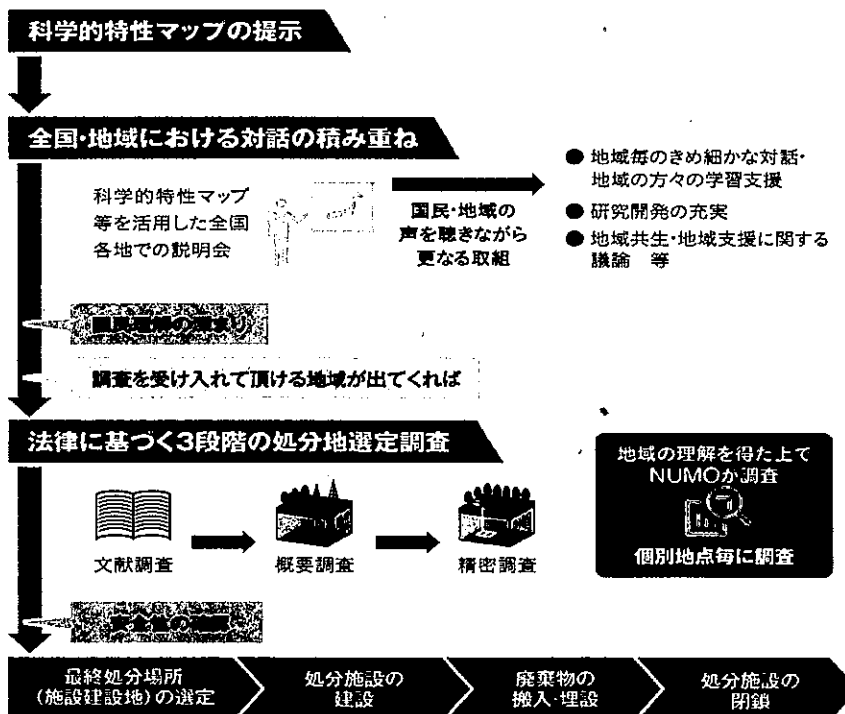 科学的特性マップの提示
全国・地域における対話の積み重ね
科学的特性マップ
等を活用した全国
各地での説明会
国民・地域の
声を聴きながら
更なる取組
● 地域毎のきめ細かな対話・
地域の方々の学習支援
● 研究開発の充実
● 地域共生・地域支援に関する
議論 等
国民理解の深まり
調査を受け入れて頂ける地域が出てくれば
法律に基づく3段階の処分地選定調査
文献調査
概要調査
精密調査
地域の理解を得た上て
NUMOか調査
個別地点毎に調査
最終処分場所
(施設建設地)の選定
処分施設の
建設
廃棄物の
搬入・埋設
処分施設の
閉鎖